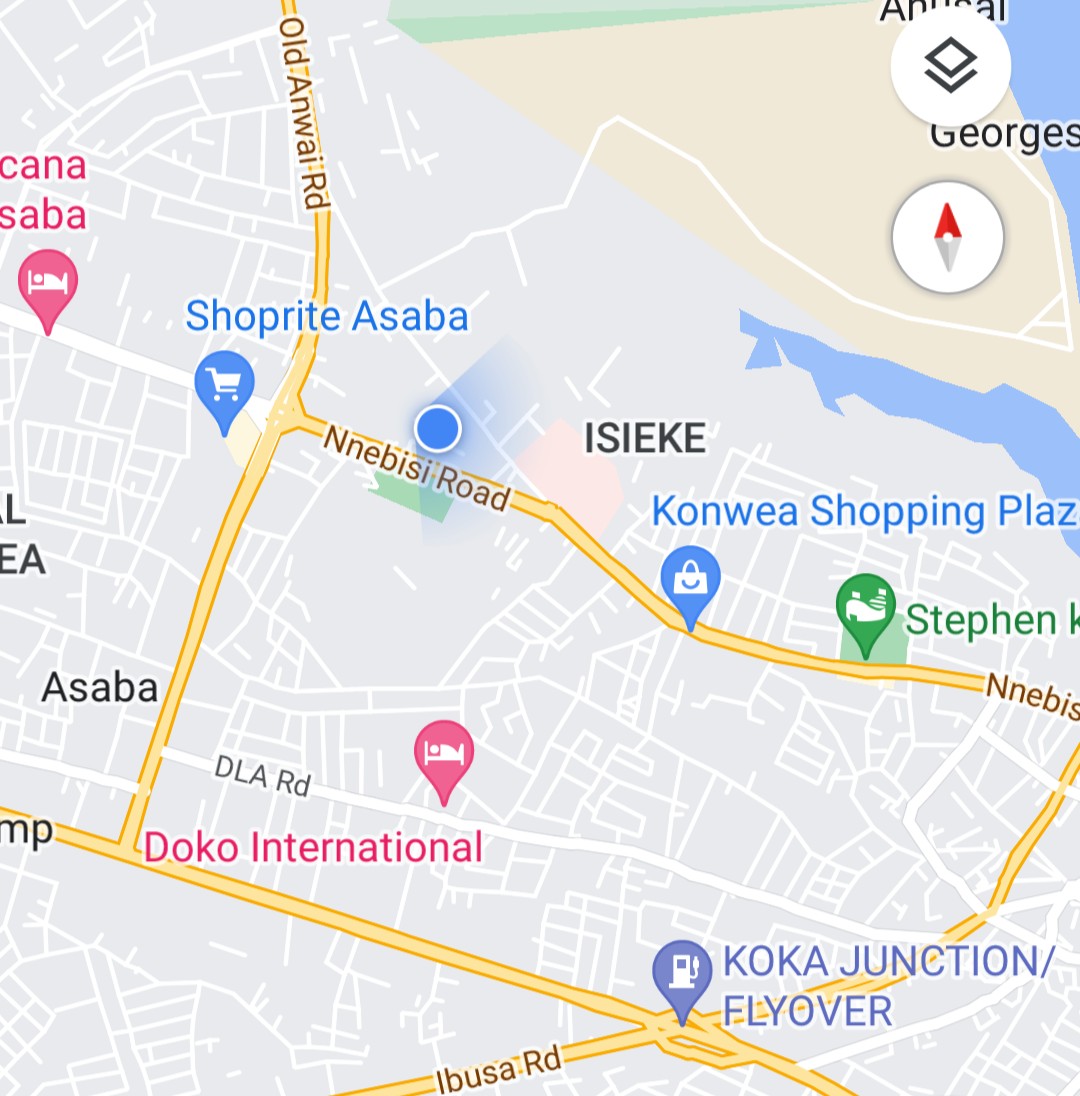 Georges
Old Anwai Rd
cana
saba
Shoprite Asaba
Nnebisi Road
ISIEKE
Konwea Shopping Plaz
AL
EA
Stephen k
Asaba
Nnebis
DLA Rd
mp
Doko International
KOKA JUNCTION/
FLYOVER
Ibusa Rd